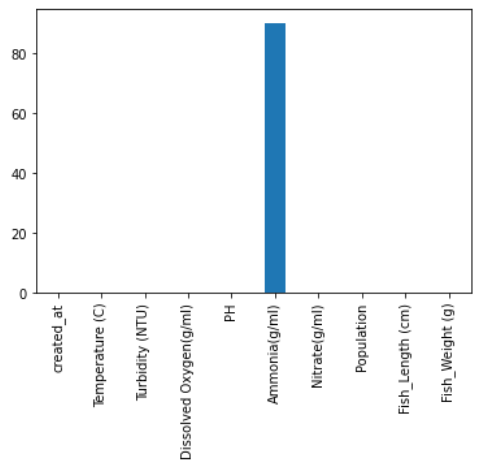 80
60
40
20
0
created_at
Temperature (C)
Turbidity (NTU)
Dissolved Oxygen(g/ml)
PH
Ammonia(g/ml)
Nitrate(g/ml)
Population
Fish_Length (cm)
Fish_Weight (g)